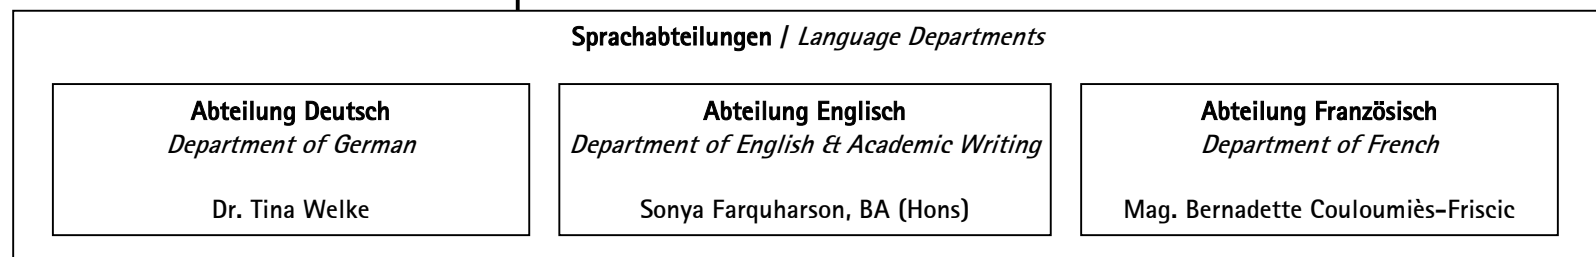 Sprachabteilungen / Language Departments
Abteilung Deutsch
Department of German
Dr. Tina Welke
Abteilung Englisch
Department of English & Academic Writing
Sonya Farquharson, BA (Hons)
Abteilung Französisch
Department of French
Mag. Bernadette Couloumiès-Friscic